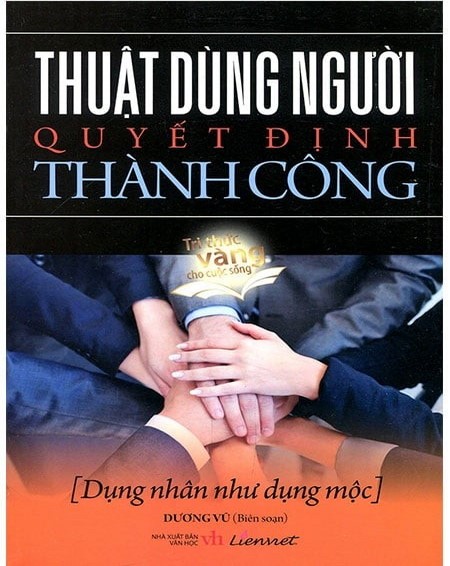 THUẬT DÙNG NGƯỜI
QUYẾT ĐỊNH
THÀNH CÔNG
Tri thức
vàng
cho cuộc sống
[Dụng nhân như dụng mộc]
DƯƠNG VŨ (Biên soạn)
NHÀ XUẤT BẢN
VĂN HỌC
vh Lienviet